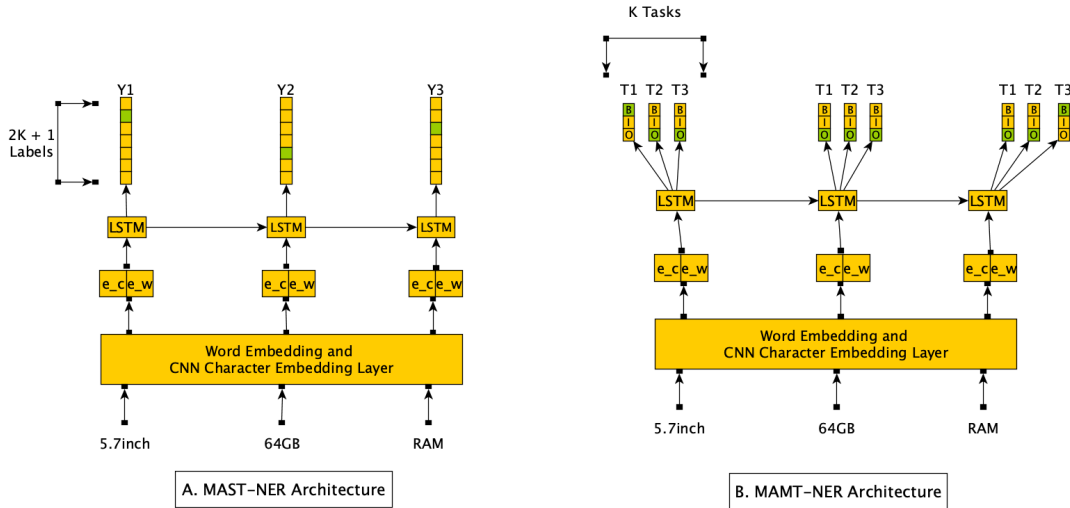 K Tasks
Y1 Y2 Y3
2K + 1
Labels
LSTM LSTM LSTM
e_c e_w e_c e_w e_c e_w
Word Embedding and
CNN Character Embedding Layer
5.7inch 64GB RAM
A. MAST-NER Architecture
T1 T2 T3 T1 T2 T3 T1 T2 T3
B B B B B B B B B
I I I I I I I I I
O O O O O O O O O
LSTM LSTM LSTM
e_c e_w e_c e_w e_c e_w
Word Embedding and
CNN Character Embedding Layer
5.7inch 64GB RAM
B. MAMT-NER Architecture